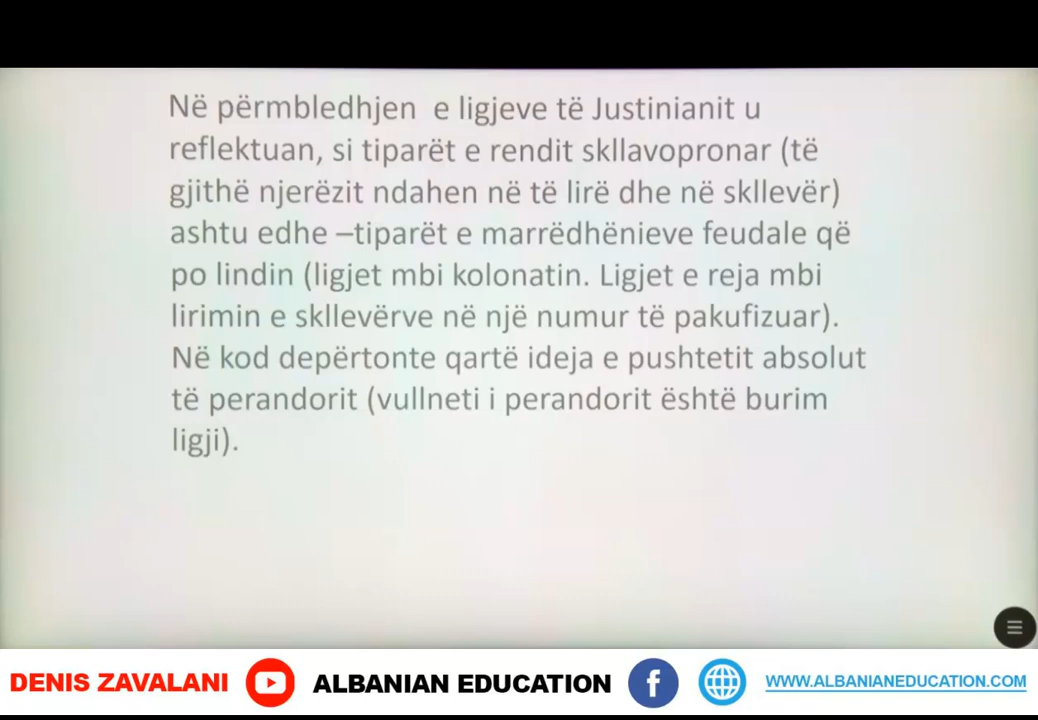 Në përmbledhjen e ligjeve të Justinianit u
reflektuan, si tiparët e rendit skllavopronar (të
gjithë njerëzit ndahen në të lirë dhe në skllevër)
ashtu edhe –tiparët e marrëdhënieve feudale që
po lindin (ligjet mbi kolonatin. Ligjet e reja mbi
lirimin e skllevërve në një numur të pakufizuar).
Në kod depërtonte qartë ideja e pushtetit absolut
të perandorit (vullneti i perandorit është burim
ligji).
DENIS ZAVALANI ALBANIAN EDUCATION WWW.ALBANIANEDUCATION.COM